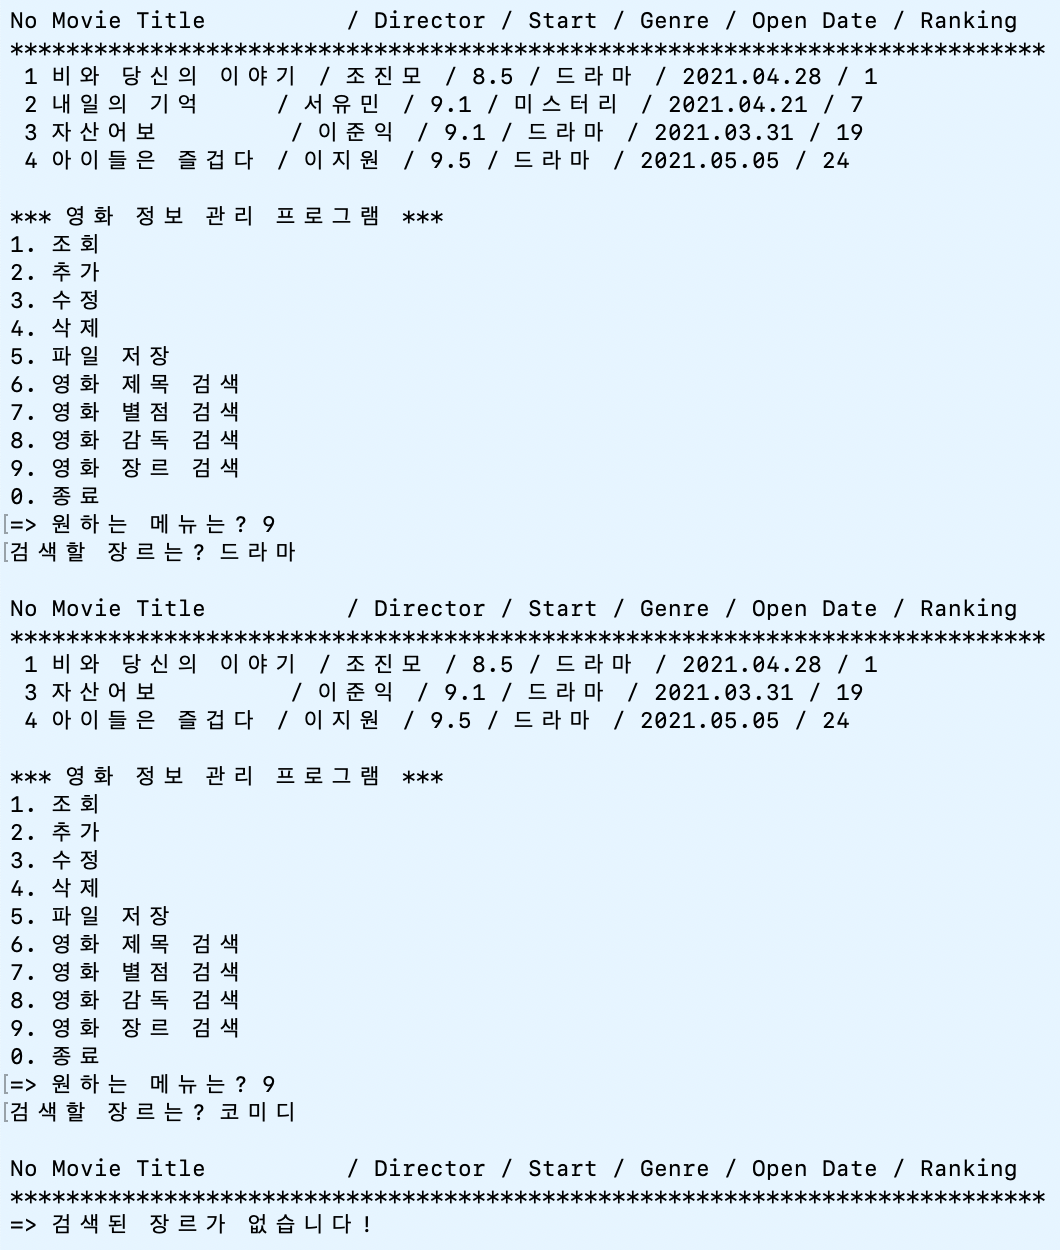 No Movie Title          / Director / Start / Genre / Open Date / Ranking
**************************************************************************
 1 비와 당신의 이야기 / 조진모 / 8.5 / 드라마 / 2021.04.28 / 1
 2 내일의 기억     / 서유민 / 9.1 / 미스터리 / 2021.04.21 / 7
 3 자산어보         / 이준익 / 9.1 / 드라마 / 2021.03.31 / 19
 4 아이들은 즐겁다 / 이지원 / 9.5 / 드라마 / 2021.05.05 / 24

*** 영화 정보 관리 프로그램 ***
1. 조회
2. 추가
3. 수정
4. 삭제
5. 파일 저장
6. 영화 제목 검색
7. 영화 별점 검색
8. 영화 감독 검색
9. 영화 장르 검색
0. 종료
=> 원하는 메뉴는? 9
검색할 장르는? 드라마

No Movie Title          / Director / Start / Genre / Open Date / Ranking
**************************************************************************
 1 비와 당신의 이야기 / 조진모 / 8.5 / 드라마 / 2021.04.28 / 1
 3 자산어보         / 이준익 / 9.1 / 드라마 / 2021.03.31 / 19
 4 아이들은 즐겁다 / 이지원 / 9.5 / 드라마 / 2021.05.05 / 24

*** 영화 정보 관리 프로그램 ***
1. 조회
2. 추가
3. 수정
4. 삭제
5. 파일 저장
6. 영화 제목 검색
7. 영화 별점 검색
8. 영화 감독 검색
9. 영화 장르 검색
0. 종료
=> 원하는 메뉴는? 9
검색할 장르는? 코미디

No Movie Title          / Director / Start / Genre / Open Date / Ranking
**************************************************************************
=> 검색된 장르가 없습니다!